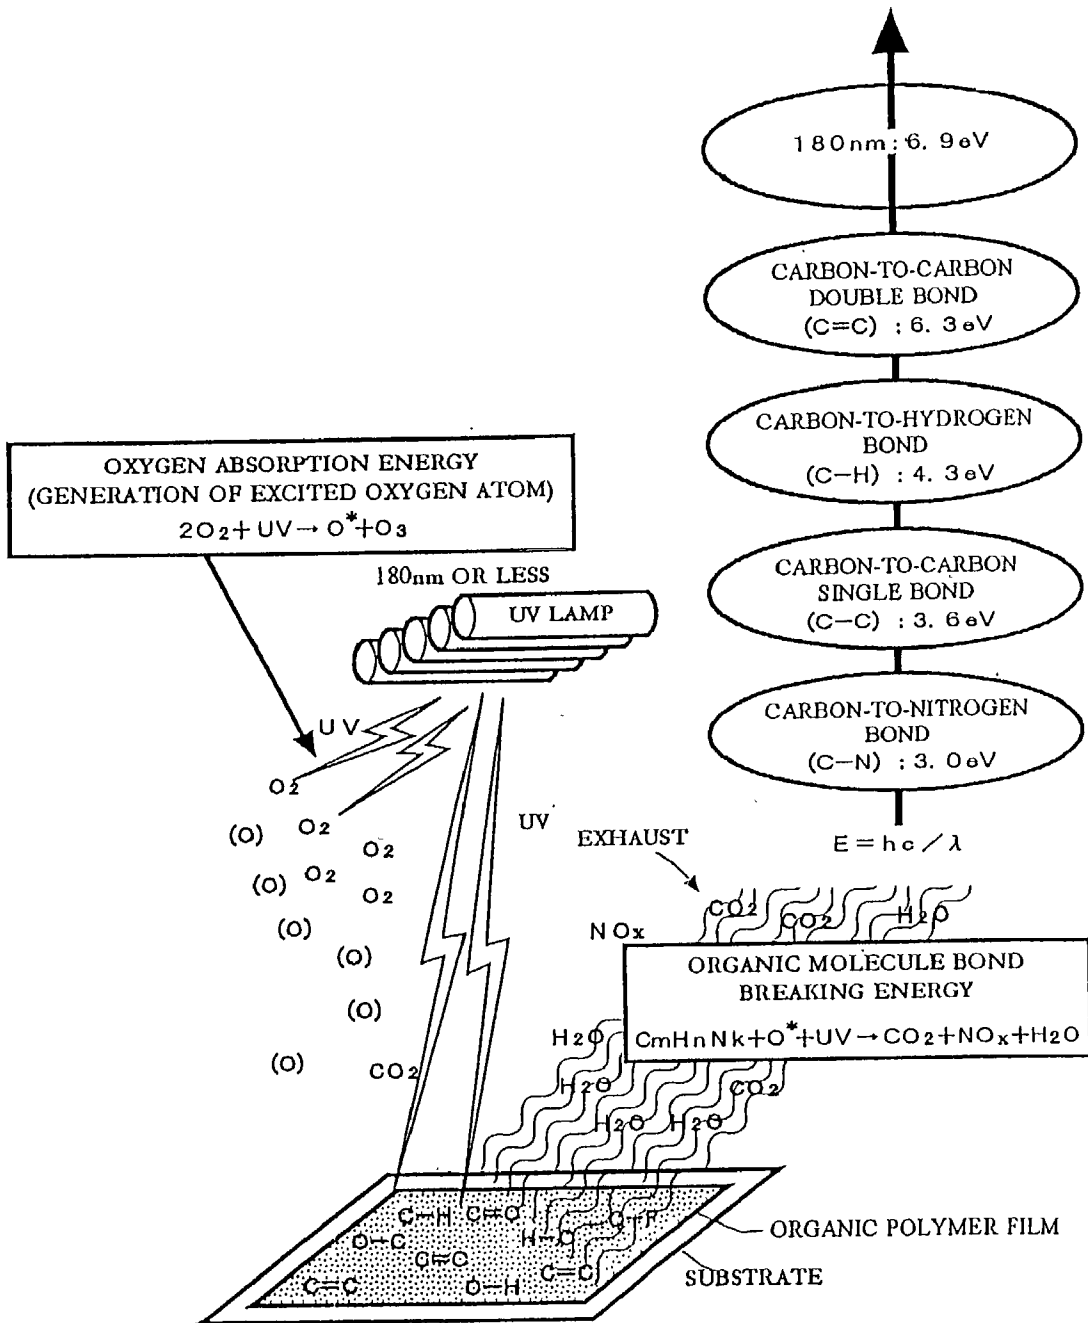 180nm:6.9eV
CARBON-TO-CARBON
DOUBLE BOND
(C=C) :6.3eV
CARBON-TO-HYDROGEN
BOND
(C-H) :4.3eV
CARBON-TO-CARBON
SINGLE BOND
(C-C) :3.6eV
CARBON-TO-NITROGEN
BOND
(C-N) :3.0eV
E=hc/λ
OXYGEN ABSORPTION ENERGY
(GENERATION OF EXCITED OXYGEN ATOM)
2O₂+UV→O*+O₃
180nm OR LESS
UV LAMP
UV
O₂
(O)
O₂
O₂
(O)
O₂
O₂
(O)
(O)
(O)
(O)
CO₂
UV
EXHAUST
CO₂
CO₂
H₂O
NOx
ORGANIC MOLECULE BOND
BREAKING ENERGY
CmHnNk+O*+UV→CO₂+NOx+H₂O
H₂O
H₂O
CO₂
H₂O
H₂O
C-H
C=O
O-C
C=C
O-H
C=C
ORGANIC POLYMER FILM
SUBSTRATE